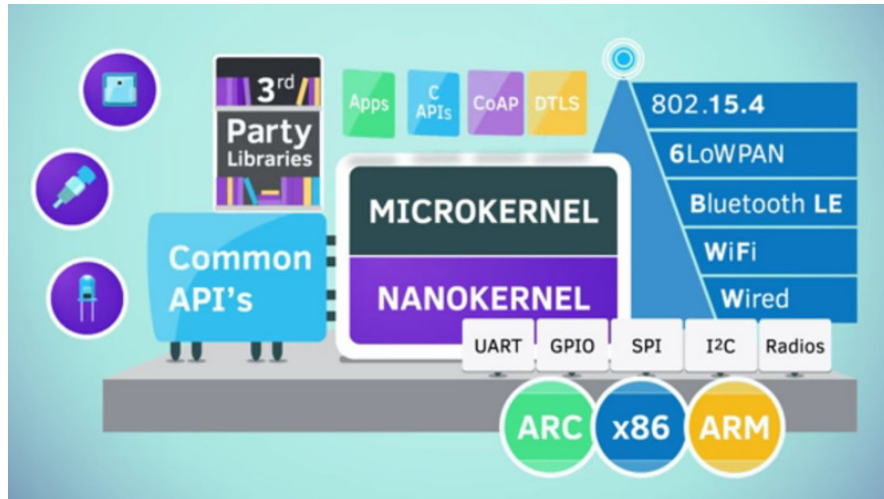 3rd
Party
Libraries
Apps
C
APIs
CoAP
DTLS
802.15.4
6LoWPAN
Bluetooth LE
WiFi
Wired
MICROKERNEL
NANOKERNEL
Common
API's
UART
GPIO
SPI
I2C
Radios
ARC
x86
ARM